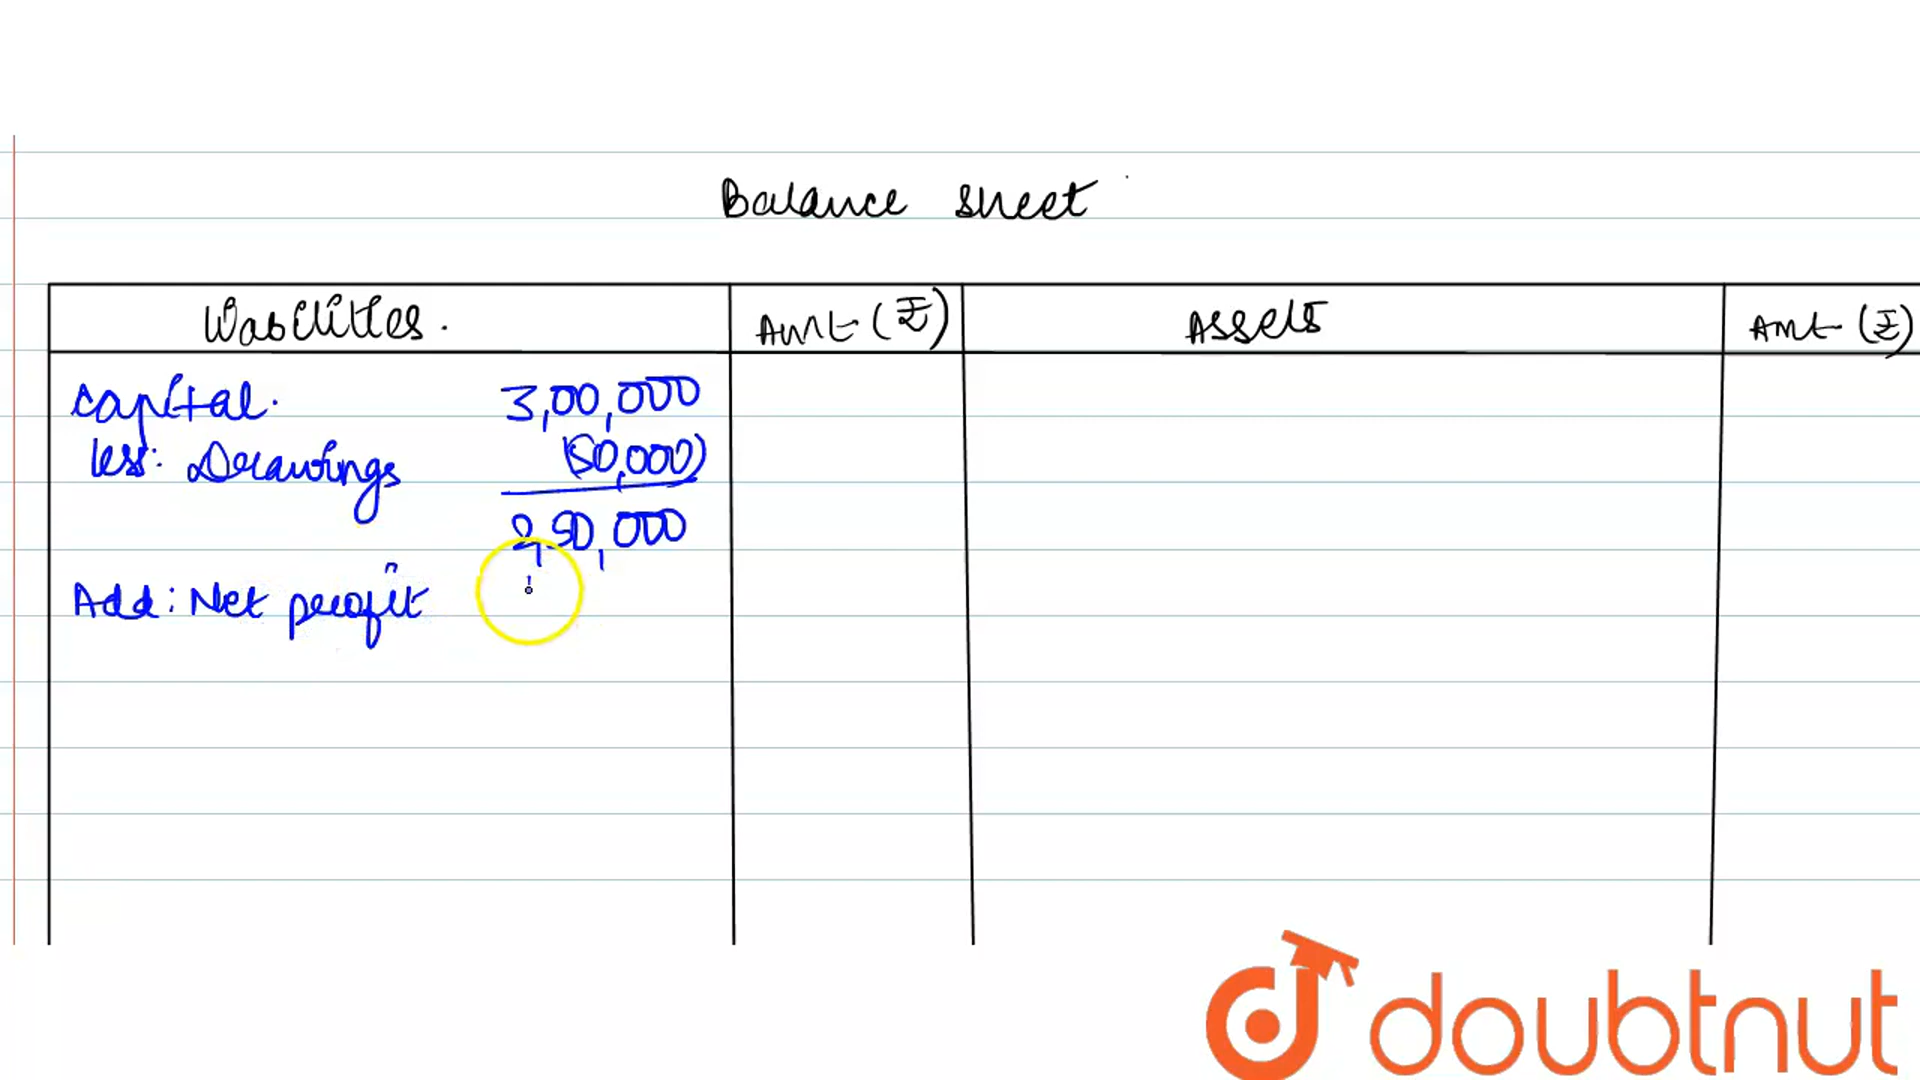 Balance sheet
Liabilities.
Amt (₹)
Assets
Amt (₹)
Capital. 3,00,000
less: Drawings (50,000)
2,50,000
Add: Net profit
doubtnut